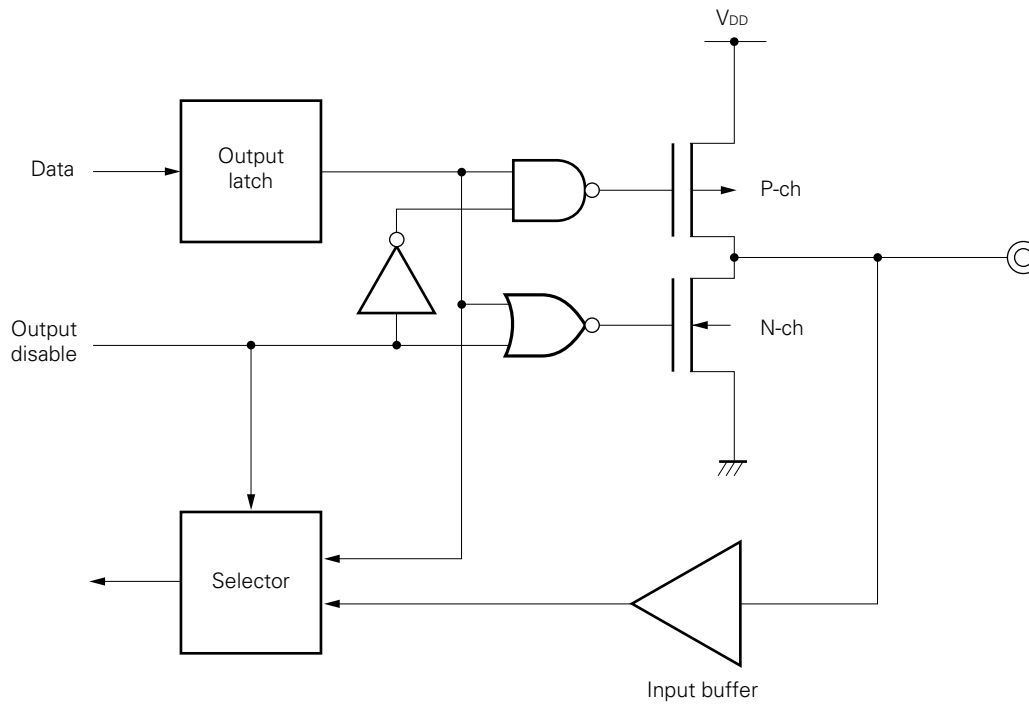 VDD
Data
Output
latch
P-ch
Output
disable
N-ch
Selector
Input buffer